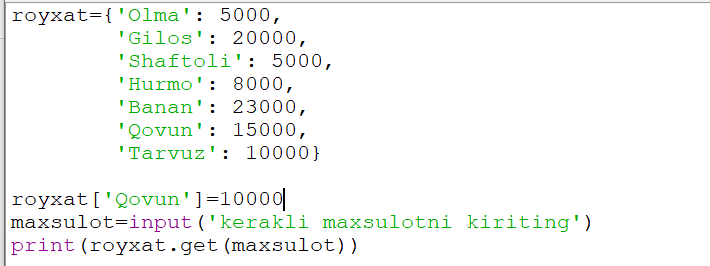 royxat={'Olma': 5000,
'Gilos': 20000,
'Shaftoli': 5000,
'Hurmo': 8000,
'Banan': 23000,
'Qovun': 15000,
'Tarvuz': 10000}
royxat['Qovun']=10000
maxsulot=input('kerakli maxsulotni kiriting')
print(royxat.get(maxsulot))